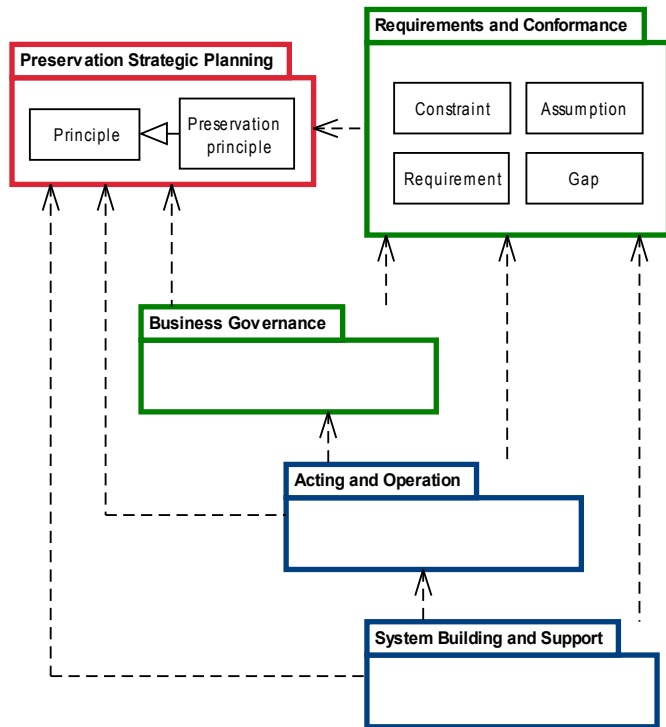 Requirements and Conformance
Preservation Strategic Planning
Constraint
Assumption
Principle
Preservation
principle
Requirement
Gap
Business Governance
Acting and Operation
System Building and Support